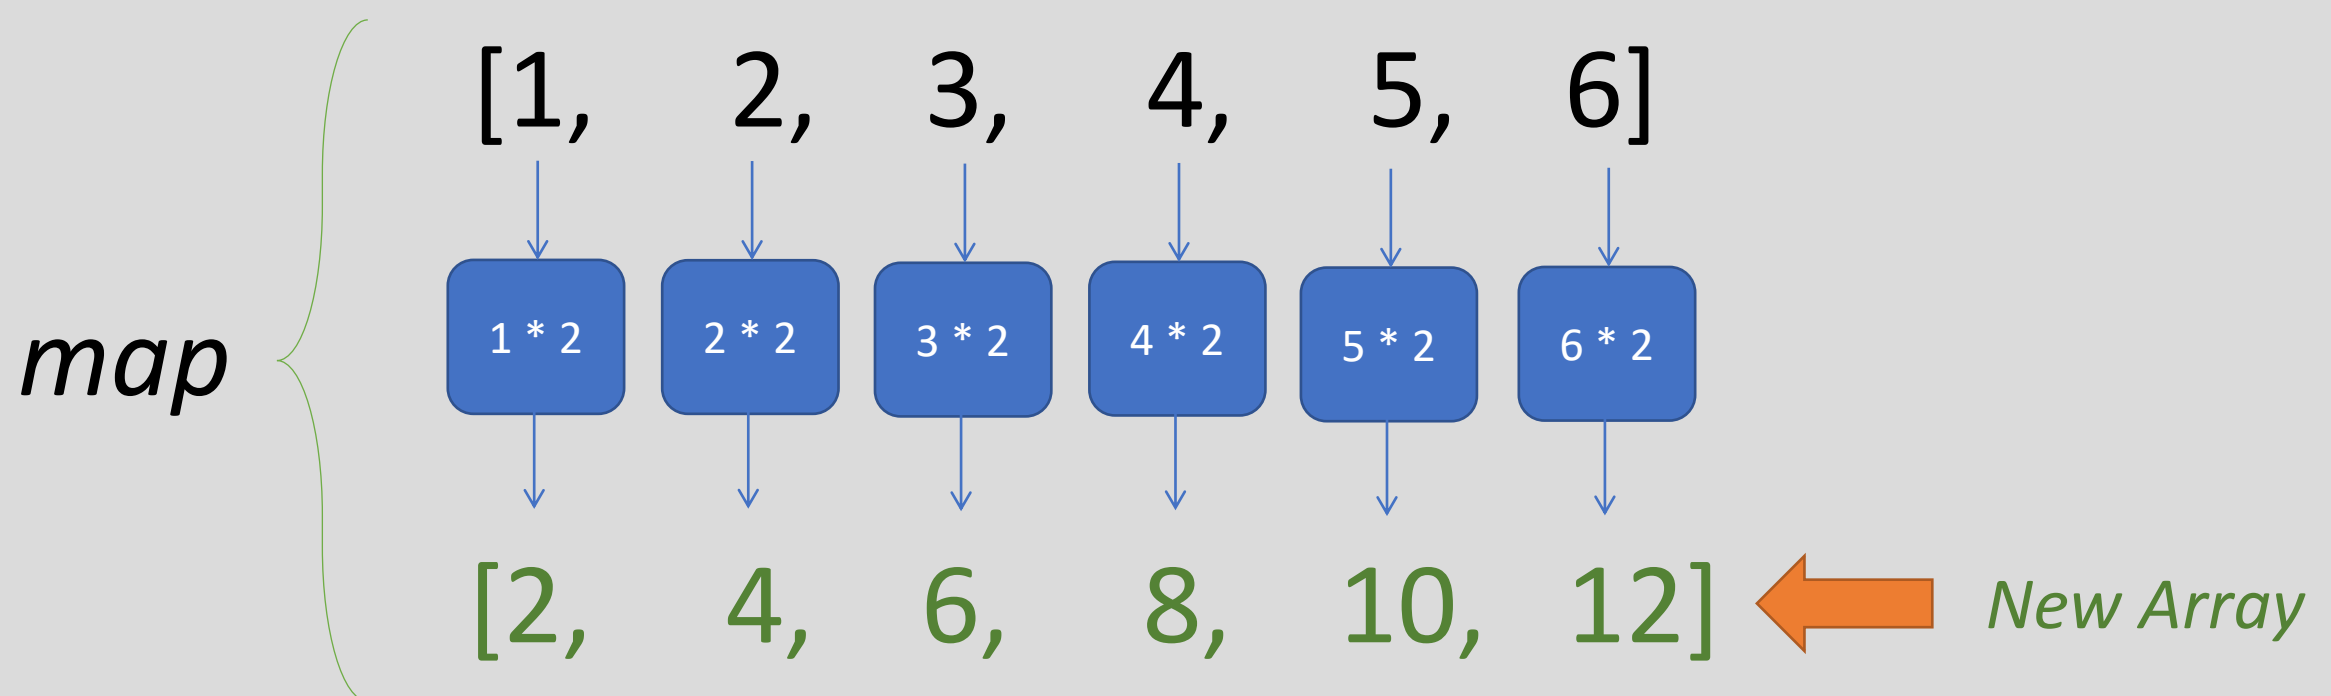 [1, 2, 3, 4, 5, 6]
map
1 * 2
2 * 2
3 * 2
4 * 2
5 * 2
6 * 2
[2, 4, 6, 8, 10, 12]
New Array